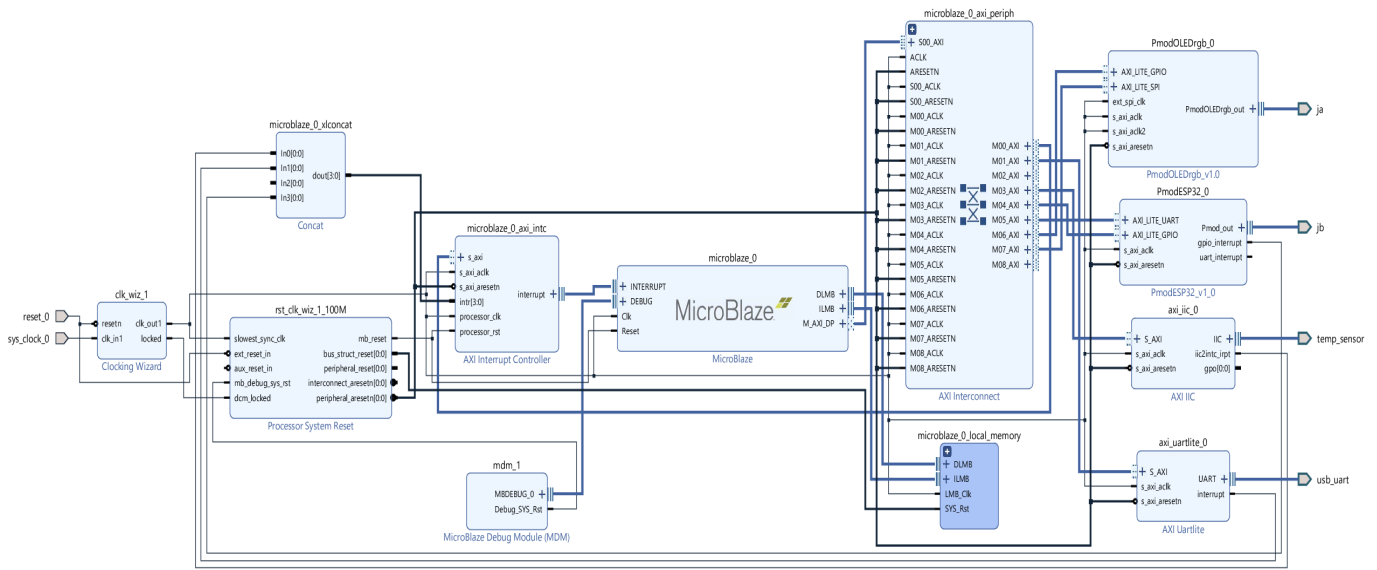 microblaze_0_axi_periph
S00_AXI
ACLK
ARESETN
S00_ACLK
S00_ARESETN
M00_ACLK
M00_ARESETN
M01_ACLK
M01_ARESETN
M02_ACLK
M02_ARESETN
M03_ACLK
M03_ARESETN
M04_ACLK
M04_ARESETN
M05_ACLK
M05_ARESETN
M06_ACLK
M06_ARESETN
M07_ACLK
M07_ARESETN
M08_ACLK
M08_ARESETN
M00_AXI
M01_AXI
M02_AXI
M03_AXI
M04_AXI
M05_AXI
M06_AXI
M07_AXI
M08_AXI
AXI Interconnect
PmodOLEDrgb_0
AXI_LITE_GPIO
AXI_LITE_SPI
ext_spi_clk
s_axi_aclk
s_axi_aclk2
s_axi_aresetn
PmodOLEDrgb_out
PmodOLEDrgb_v1.0
ja
microblaze_0_xlconcat
In0[0:0]
In1[0:0]
In2[0:0]
In3[0:0]
dout[3:0]
Concat
PmodESP32_0
AXI_LITE_UART
AXI_LITE_GPIO
s_axi_aclk
s_axi_aresetn
Pmod_out
gpio_interrupt
uart_interrupt
PmodESP32_v1_0
jb
microblaze_0_axi_intc
s_axi
s_axi_aclk
s_axi_aresetn
intr[3:0]
processor_clk
processor_rst
interrupt
AXI Interrupt Controller
microblaze_0
INTERRUPT
DEBUG
Clk
Reset
MicroBlaze
DLMB
ILMB
M_AXI_DP
MicroBlaze
reset_0
sys_clock_0
clk_wiz_1
resetn
clk_in1
clk_out1
locked
Clocking Wizard
rst_clk_wiz_1_100M
slowest_sync_clk
ext_reset_in
aux_reset_in
mb_debug_sys_rst
dcm_locked
mb_reset
bus_struct_reset[0:0]
peripheral_reset[0:0]
interconnect_aresetn[0:0]
peripheral_aresetn[0:0]
Processor System Reset
axi_iic_0
S_AXI
s_axi_aclk
s_axi_aresetn
IIC
iic2intc_irpt
gpo[0:0]
AXI IIC
temp_sensor
mdm_1
MBDEBUG_0
Debug_SYS_Rst
MicroBlaze Debug Module (MDM)
microblaze_0_local_memory
DLMB
ILMB
LMB_Clk
SYS_Rst
axi_uartlite_0
S_AXI
s_axi_aclk
s_axi_aresetn
UART
interrupt
AXI Uartlite
usb_uart